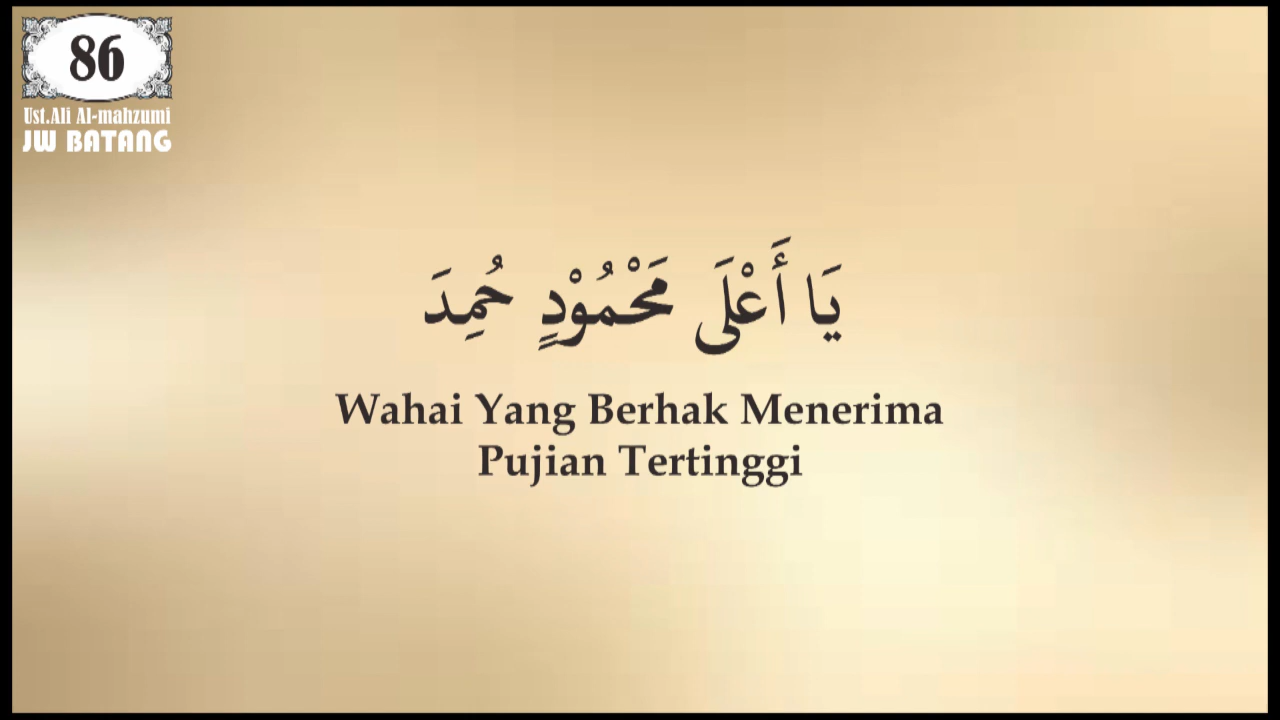 86
Ust.Ali Al-mahzumi
JW BATANG
يَا أَعْلَىَ مَحْمُوْدٍ حُمِدَ
Wahai Yang Berhak Menerima
Pujian Tertinggi